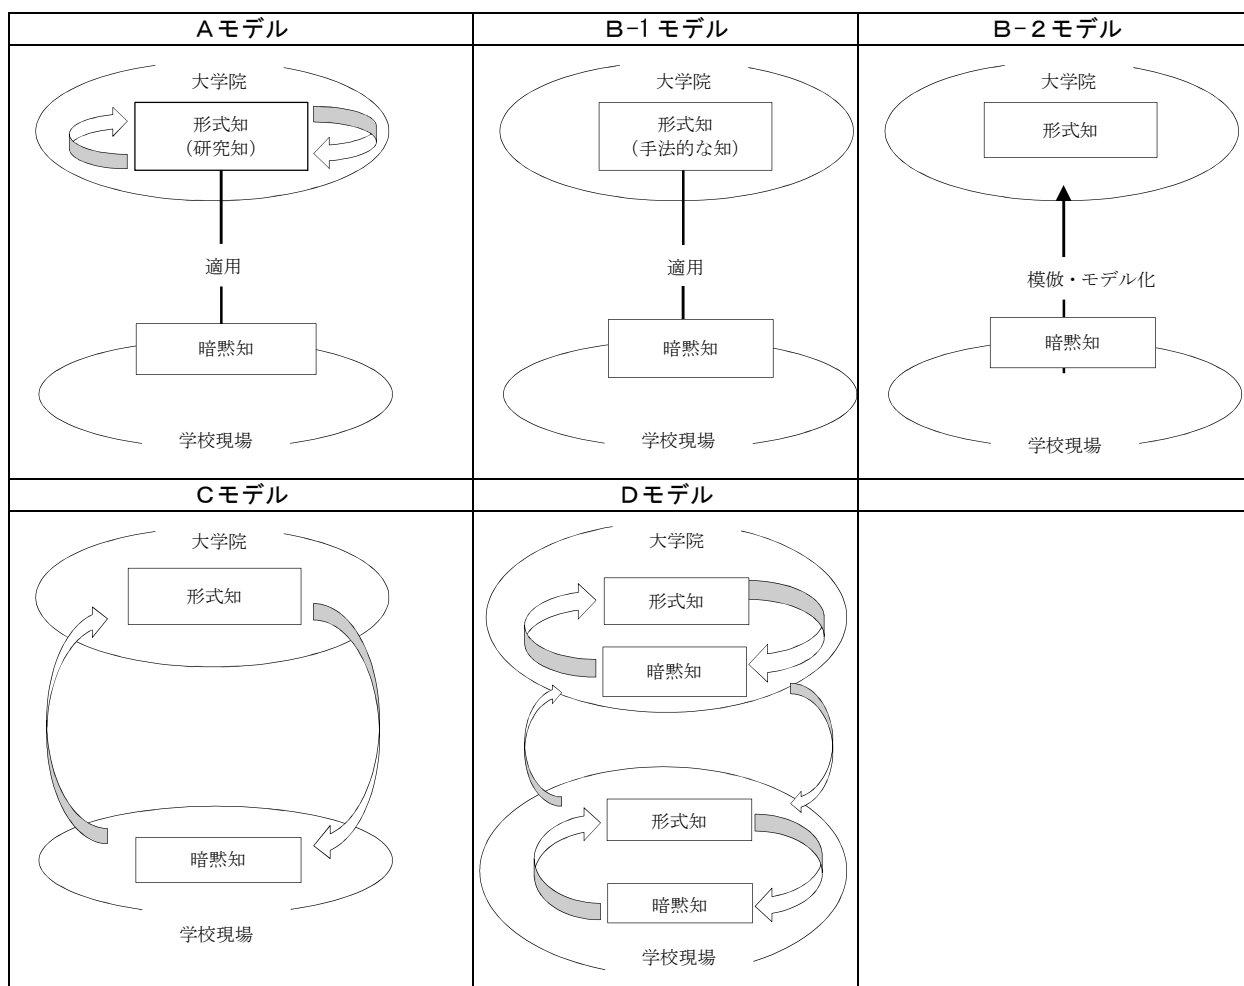 Aモデル
B-1モデル
B-2モデル
大学院
形式知
(研究知)
適用
暗黙知
学校現場
大学院
形式知
(手法的な知)
適用
暗黙知
学校現場
大学院
形式知
模倣・モデル化
暗黙知
学校現場
Cモデル
Dモデル
大学院
形式知
暗黙知
学校現場
大学院
形式知
暗黙知
形式知
暗黙知
学校現場